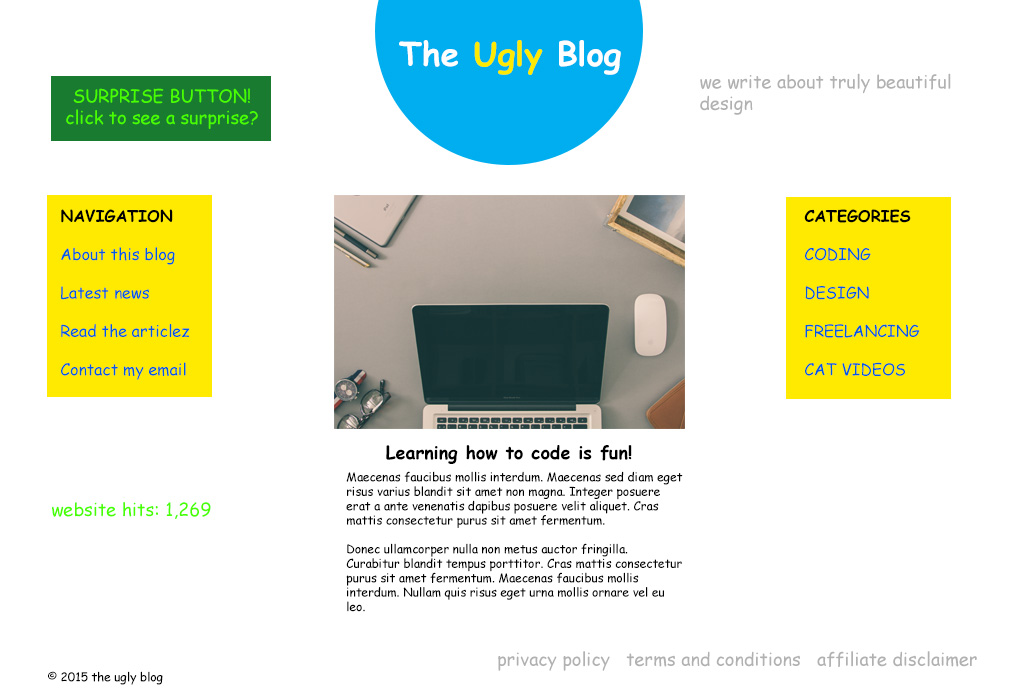 The Ugly Blog
SURPRISE BUTTON!
click to see a surprise?
we write about truly beautiful
design
NAVIGATION
About this blog
Latest news
Read the articlez
Contact my email
CATEGORIES
CODING
DESIGN
FREELANCING
CAT VIDEOS
Learning how to code is fun!
Maecenas faucibus mollis interdum. Maecenas sed diam eget
risus varius blandit sit amet non magna. Integer posuere
erat a ante venenatis dapibus posuere velit aliquet. Cras
mattis consectetur purus sit amet fermentum.
Donec ullamcorper nulla non metus auctor fringilla.
Curabitur blandit tempus porttitor. Cras mattis consectetur
purus sit amet fermentum. Maecenas faucibus mollis
interdum. Nullam quis risus eget urna mollis ornare vel eu
leo.
website hits: 1,269
privacy policy terms and conditions affiliate disclaimer
© 2015 the ugly blog